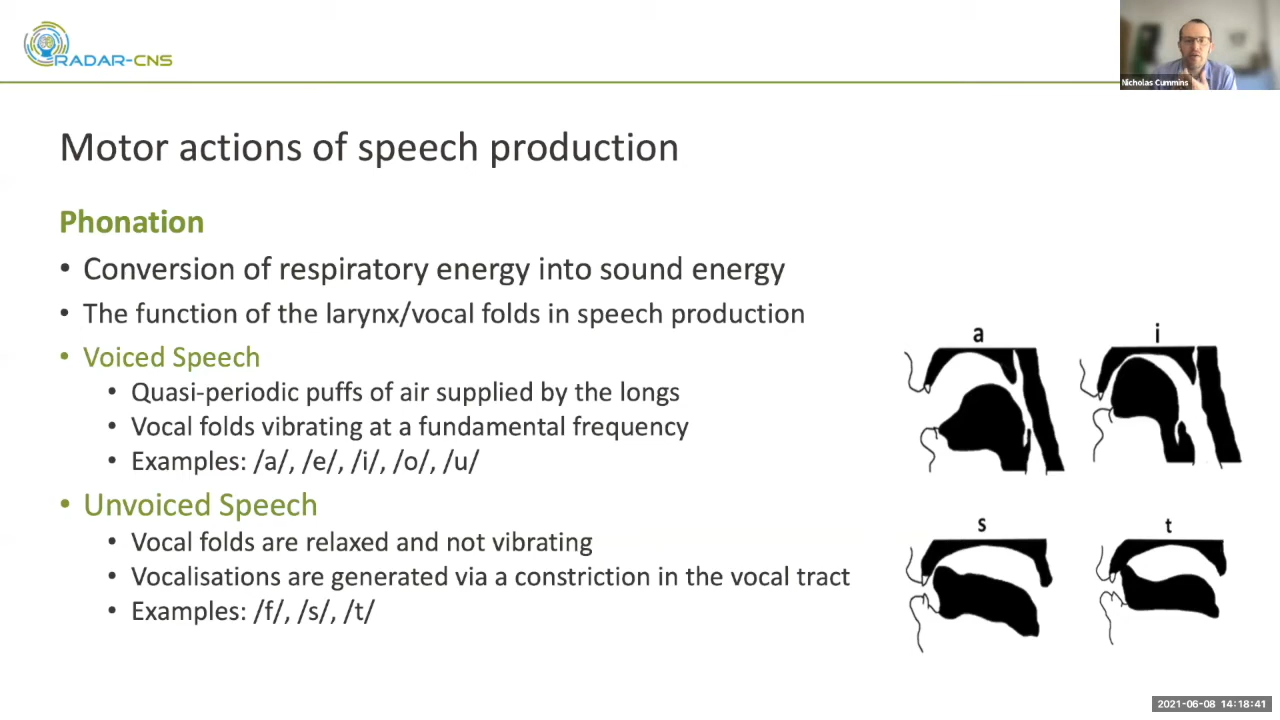 RADAR-CNS
Nicholas Cummins
Motor actions of speech production
Phonation
• Conversion of respiratory energy into sound energy
• The function of the larynx/vocal folds in speech production
• Voiced Speech
• Quasi-periodic puffs of air supplied by the longs
• Vocal folds vibrating at a fundamental frequency
• Examples: /a/, /e/, /i/, /o/, /u/
• Unvoiced Speech
• Vocal folds are relaxed and not vibrating
• Vocalisations are generated via a constriction in the vocal tract
• Examples: /f/, /s/, /t/
a
i
s
t
2021-06-08 14:18:41